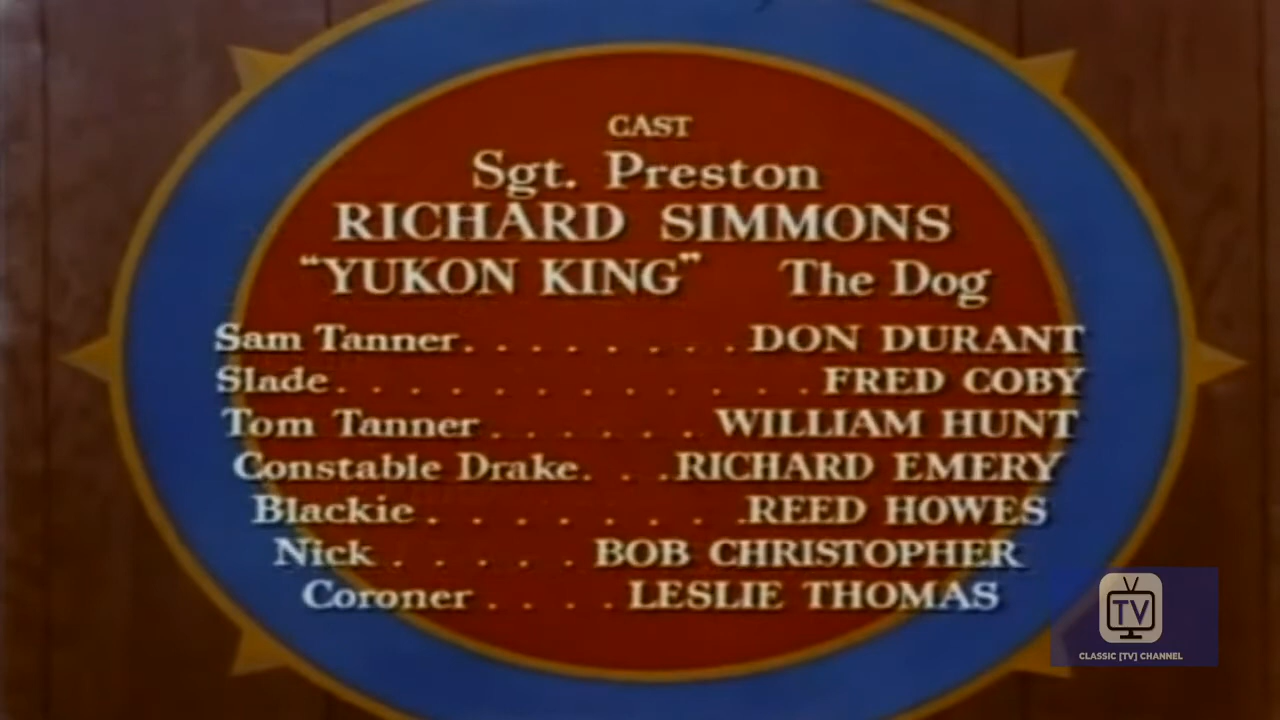 CAST
Sgt. Preston
RICHARD SIMMONS
“YUKON KING” The Dog
Sam Tanner. . . . . . . . .DON DURANT
Slade. . . . . . . . . . . . .FRED COBY
Tom Tanner . . . . . . .WILLIAM HUNT
Constable Drake. . .RICHARD EMERY
Blackie . . . . . . . . . .REED HOWES
Nick . . . . . .BOB CHRISTOPHER
Coroner . . . .LESLIE THOMAS
TV
CLASSIC [TV] CHANNEL